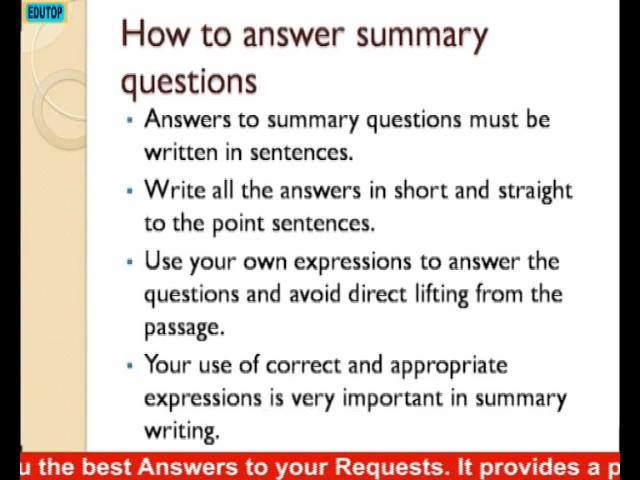 EDUTOP
How to answer summary
questions
Answers to summary questions must be
written in sentences.
Write all the answers in short and straight
to the point sentences.
Use your own expressions to answer the
questions and avoid direct lifting from the
passage.
Your use of correct and appropriate
expressions is very important in summary
writing.
the best Answers to your Requests. It provides a